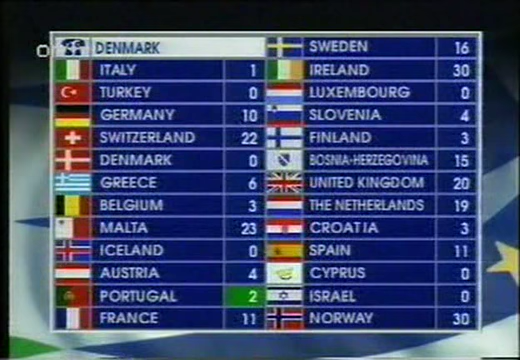 DENMARK
ITALY 1
TURKEY 0
GERMANY 10
SWITZERLAND 22
DENMARK 0
GREECE 6
BELGIUM 3
MALTA 23
ICELAND 0
AUSTRIA 4
PORTUGAL 2
FRANCE 11
SWEDEN 16
IRELAND 30
LUXEMBOURG 0
SLOVENIA 4
FINLAND 3
BOSNIA-HERZEGOVINA 15
UNITED KINGDOM 20
THE NETHERLANDS 19
CROATIA 3
SPAIN 11
CYPRUS 0
ISRAEL 0
NORWAY 30